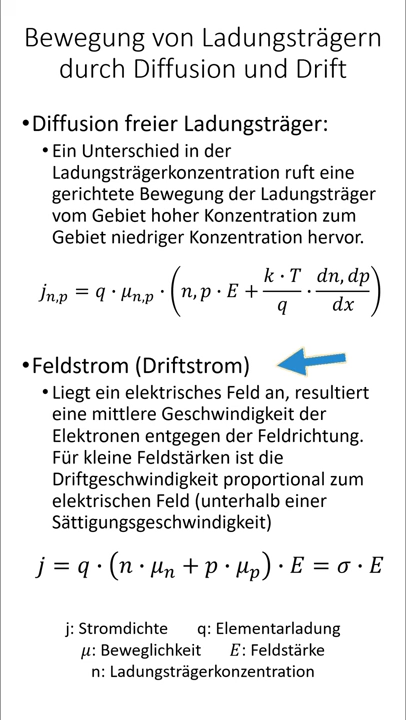 Bewegung von Ladungsträgern
durch Diffusion und Drift
•Diffusion freier Ladungsträger:
•Ein Unterschied in der
Ladungsträgerkonzentration ruft eine
gerichtete Bewegung der Ladungsträger
vom Gebiet hoher Konzentration zum
Gebiet niedriger Konzentration hervor.
j_{n,p} = q · μ_{n,p} · (n, p · E + \frac{k · T}{q} · \frac{dn, dp}{dx})
•Feldstrom (Driftstrom)
•Liegt ein elektrisches Feld an, resultiert
eine mittlere Geschwindigkeit der
Elektronen entgegen der Feldrichtung.
Für kleine Feldstärken ist die
Driftgeschwindigkeit proportional zum
elektrischen Feld (unterhalb einer
Sättigungsgeschwindigkeit)
j = q · (n · μ_n + p · μ_p) · E = σ · E
j: Stromdichte q: Elementarladung
μ: Beweglichkeit E: Feldstärke
n: Ladungsträgerkonzentration